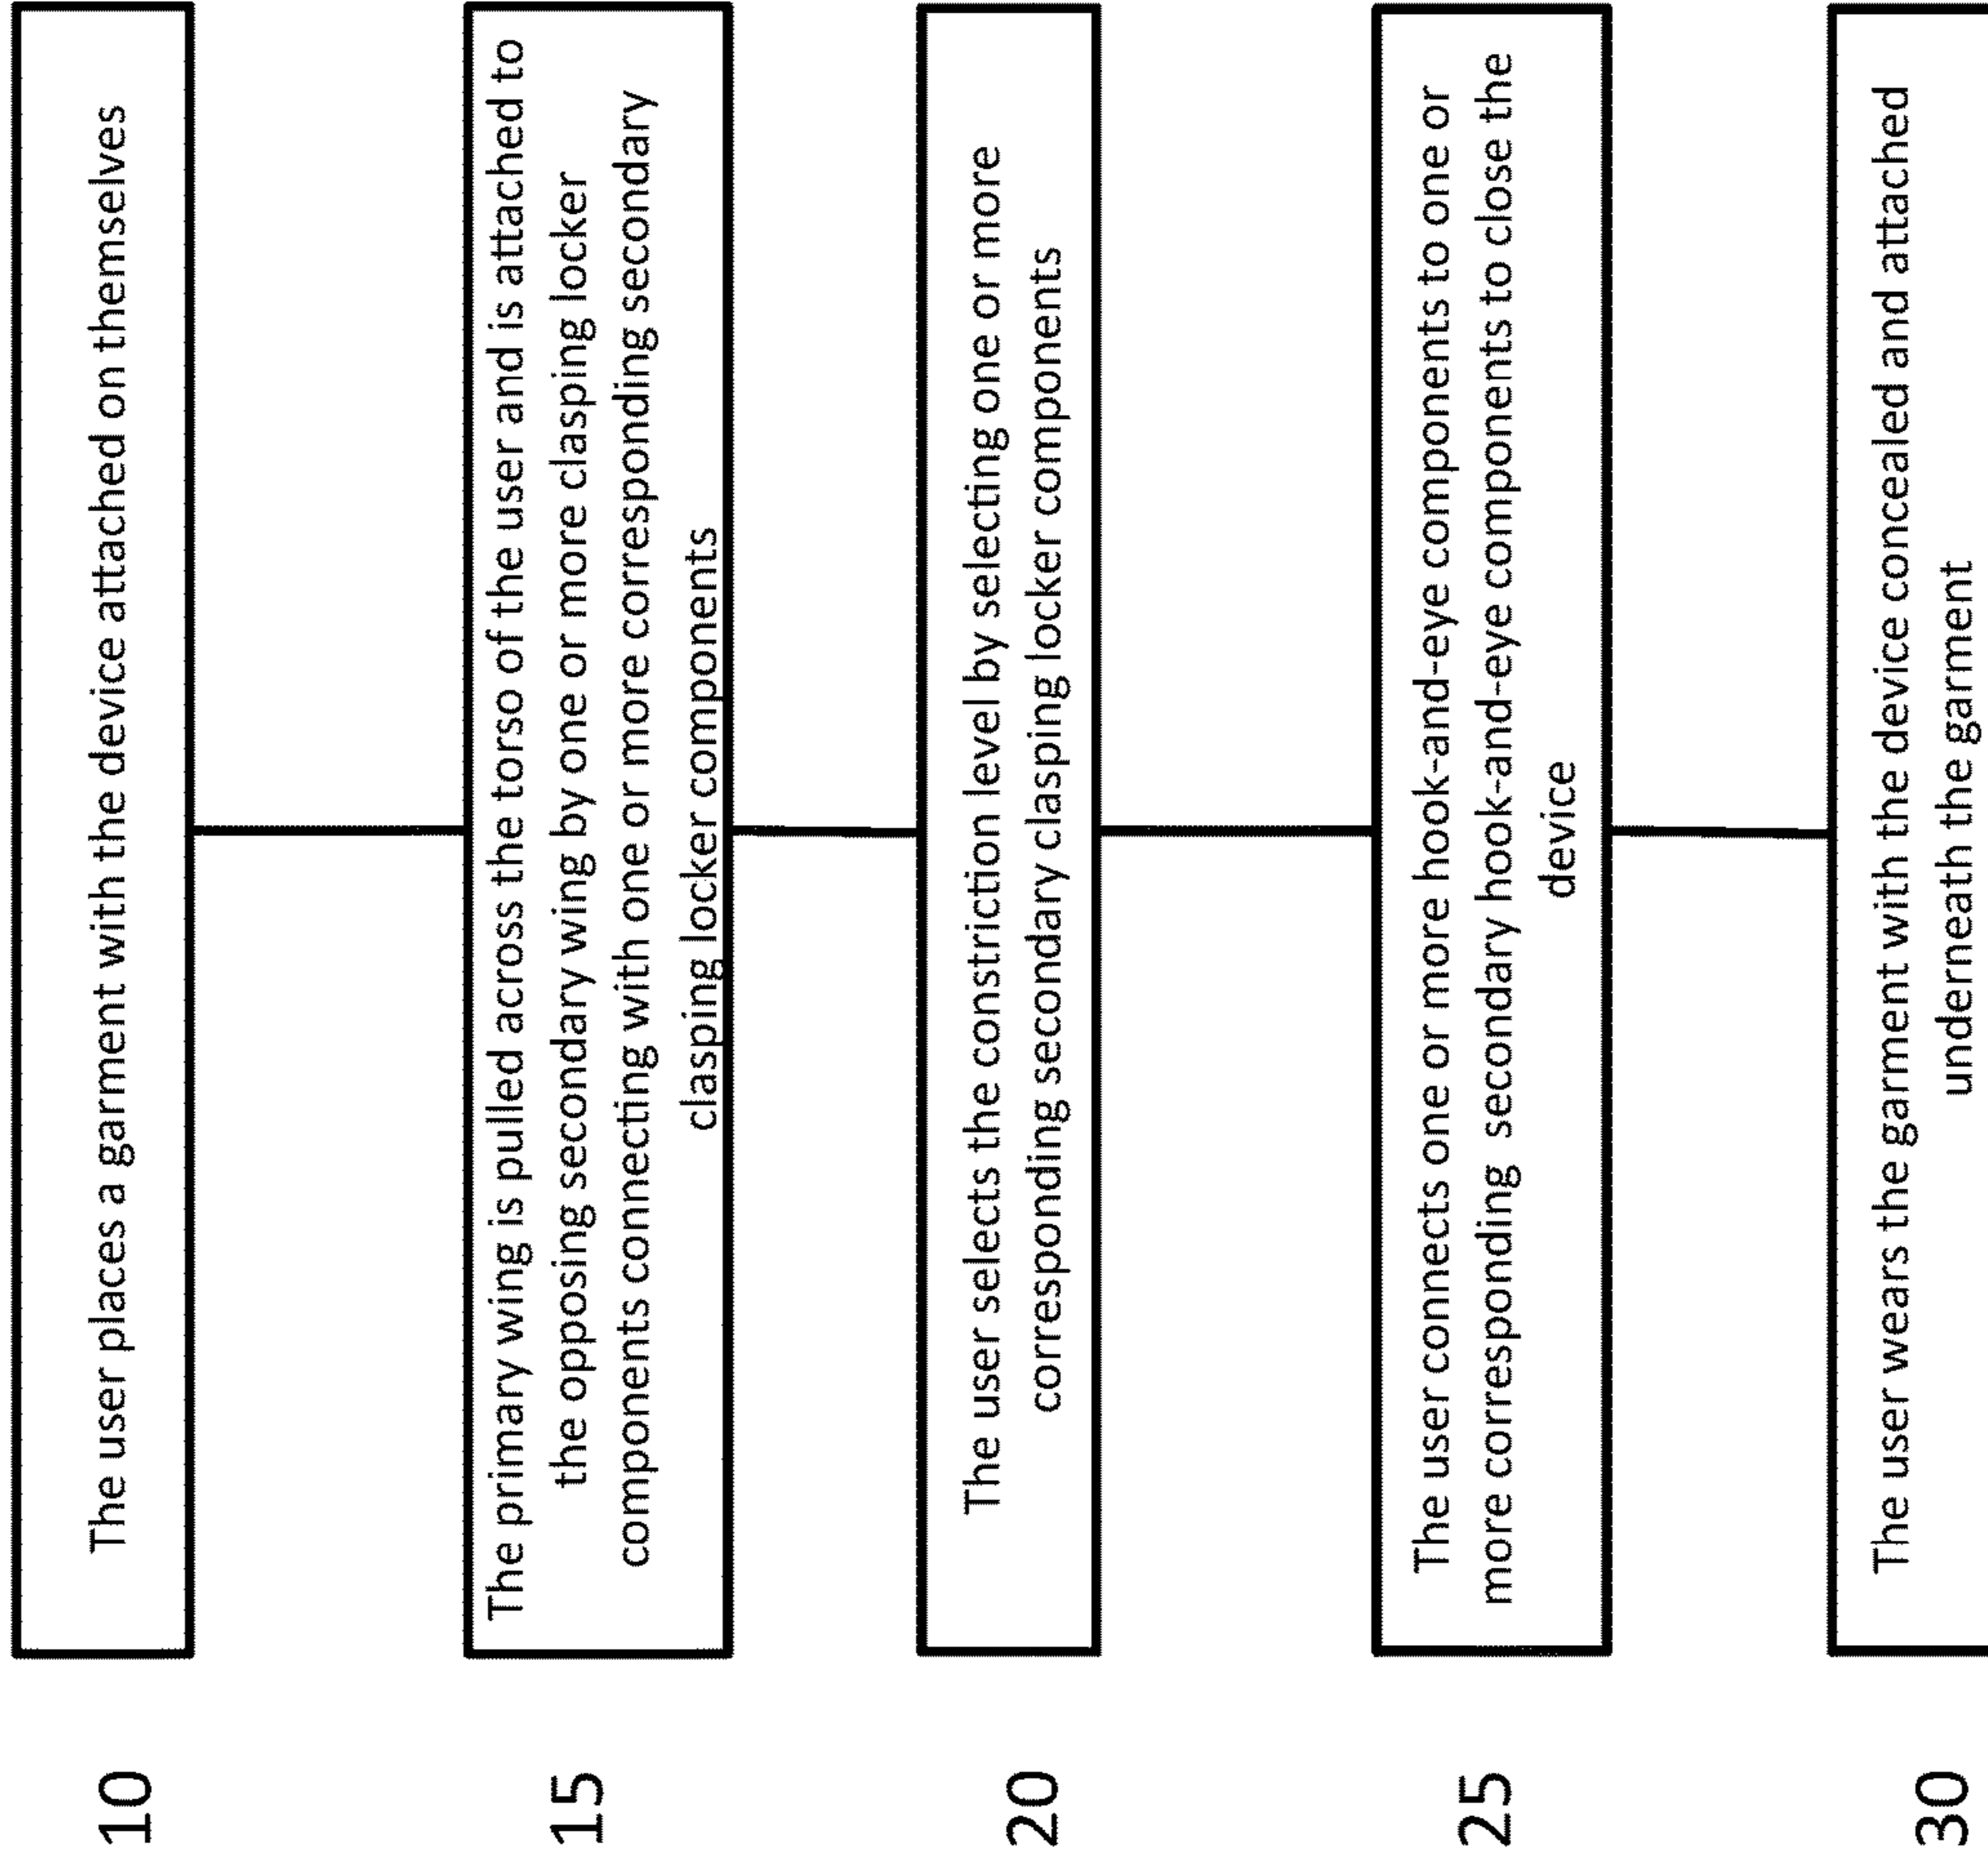 10
The user places a garment with the device attached on themselves
15
The primary wing is pulled across the torso of the user and is attached to
the opposing secondary wing by one or more clasping locker
components connecting with one or more corresponding secondary
clasping locker components
20
The user selects the constriction level by selecting one or more
corresponding secondary clasping locker components
25
The user connects one or more hook-and-eye components to one or
more corresponding secondary hook-and-eye components to close the
device
30
The user wears the garment with the device concealed and attached
underneath the garment